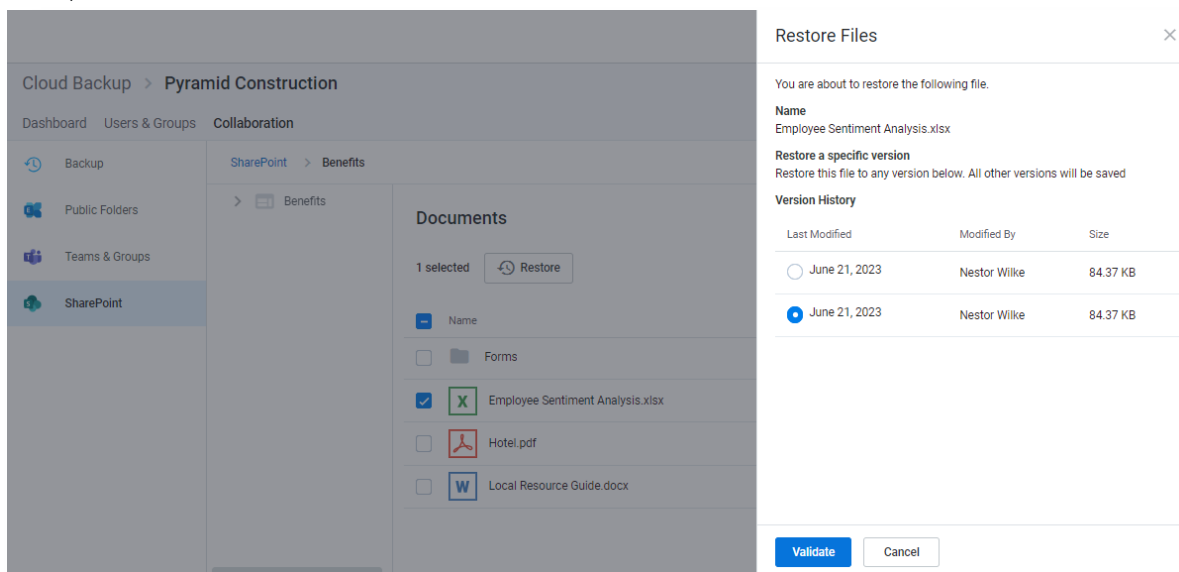 Restore Files
Cloud Backup > Pyramid Construction
Dashboard Users & Groups Collaboration
Backup
Public Folders
Teams & Groups
SharePoint
SharePoint > Benefits
Benefits
Documents
1 selected Restore
Name
Forms
Employee Sentiment Analysis.xlsx
Hotel.pdf
Local Resource Guide.docx
You are about to restore the following file.
Name
Employee Sentiment Analysis.xlsx
Restore a specific version
Restore this file to any version below. All other versions will be saved
Version History
Last Modified Modified By Size
June 21, 2023 Nestor Wilke 84.37 KB
June 21, 2023 Nestor Wilke 84.37 KB
Validate Cancel